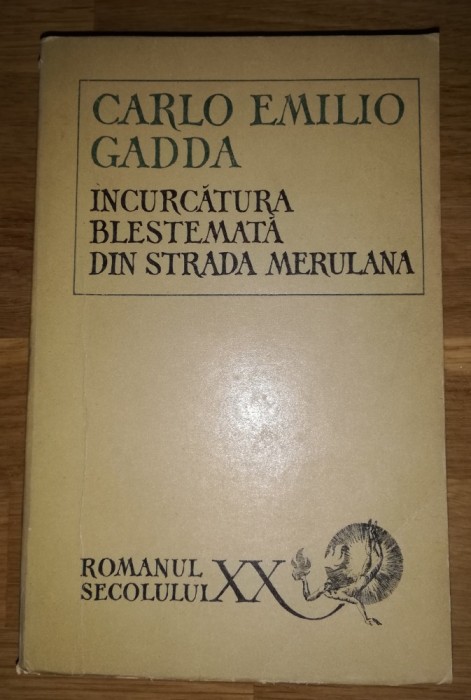 CARLO EMILIO
GADDA
INCURCĂTURA
BLESTEMATĂ
DIN STRADA MERULANA
ROMANUL
SECOLULUI XX